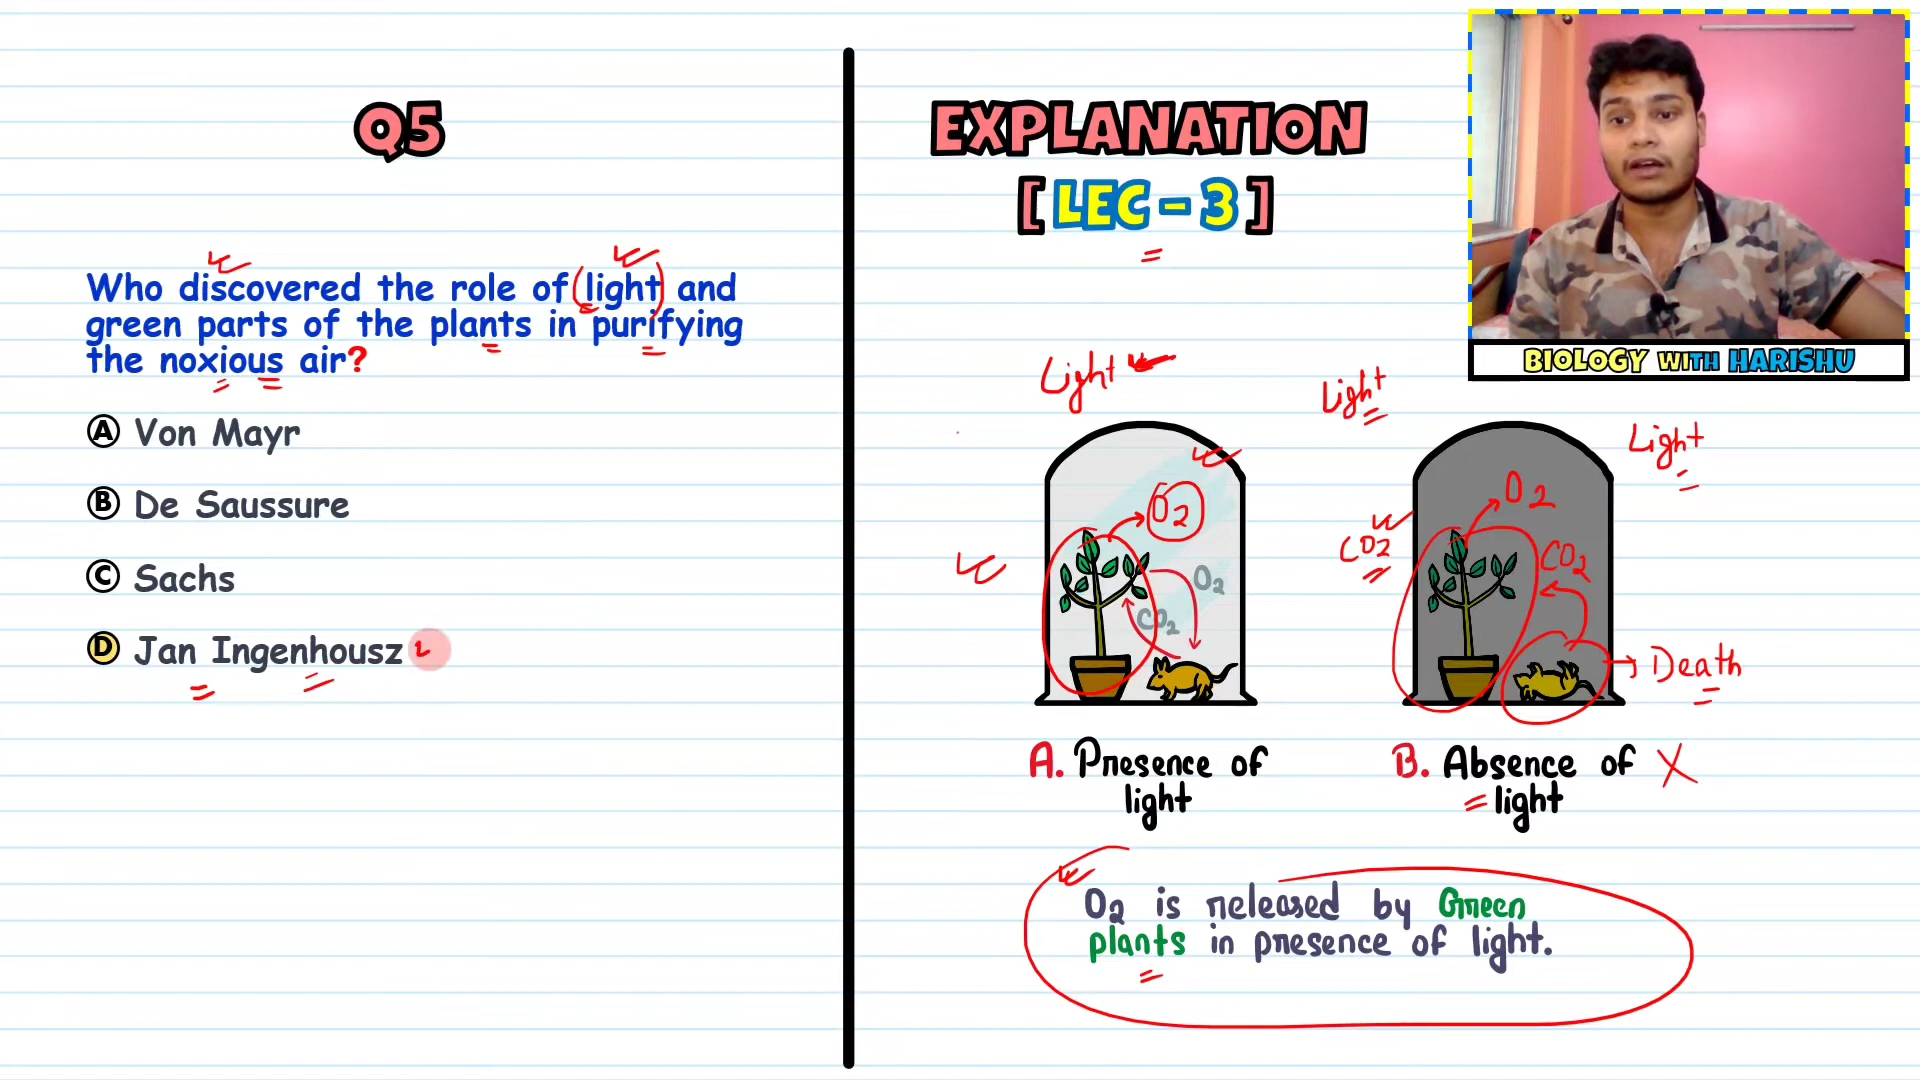 Q5
Who discovered the role of (light) and
green parts of the plants in purifying
the noxious air?
A Von Mayr
B De Saussure
C Sachs
D Jan Ingenhousz
EXPLANATION
[ LEC - 3 ]
BIOLOGY WITH HARISHU
Light
Light
Light
O2
O2
CO2
O2
CO2
CO2
Death
A. Presence of
light
B. Absence of X
light
O2 is released by Green
plants in presence of light.